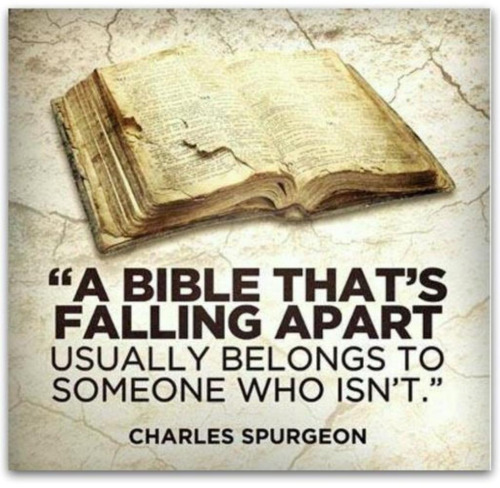 “A BIBLE THAT’S
FALLING APART
USUALLY BELONGS TO
SOMEONE WHO ISN’T.”
CHARLES SPURGEON